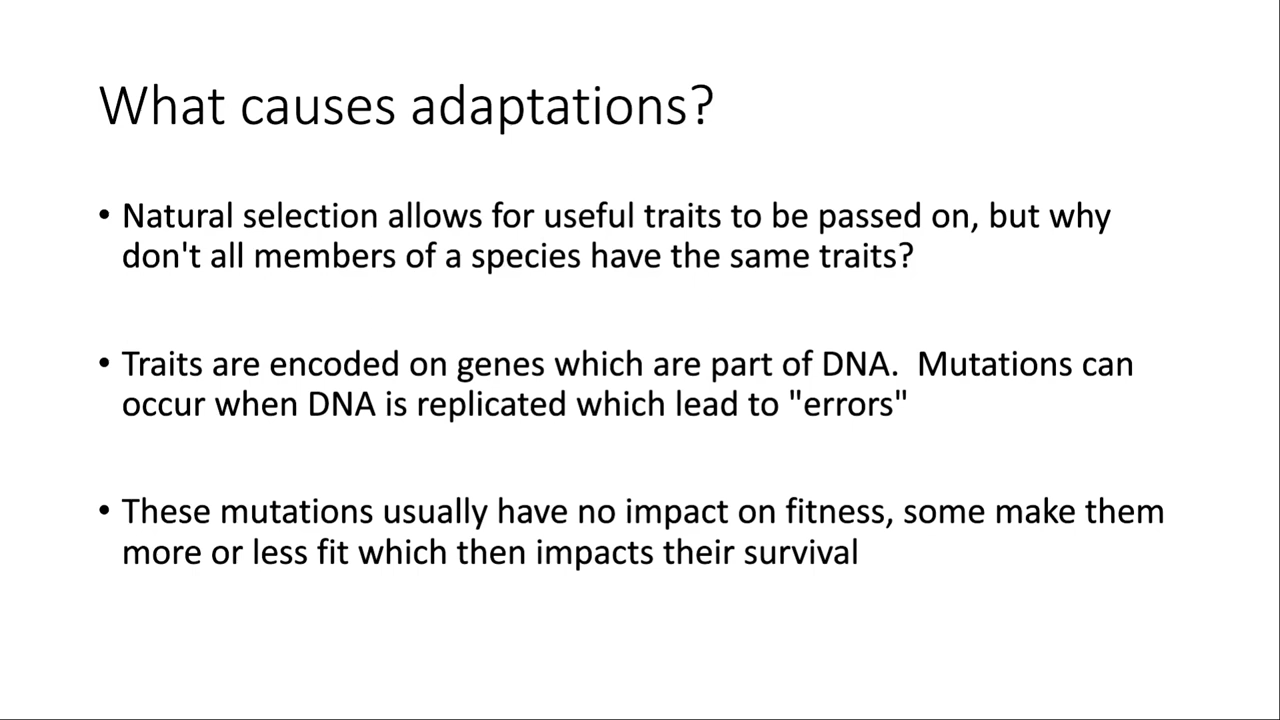 What causes adaptations?
• Natural selection allows for useful traits to be passed on, but why
don't all members of a species have the same traits?
• Traits are encoded on genes which are part of DNA.  Mutations can
occur when DNA is replicated which lead to "errors"
• These mutations usually have no impact on fitness, some make them
more or less fit which then impacts their survival